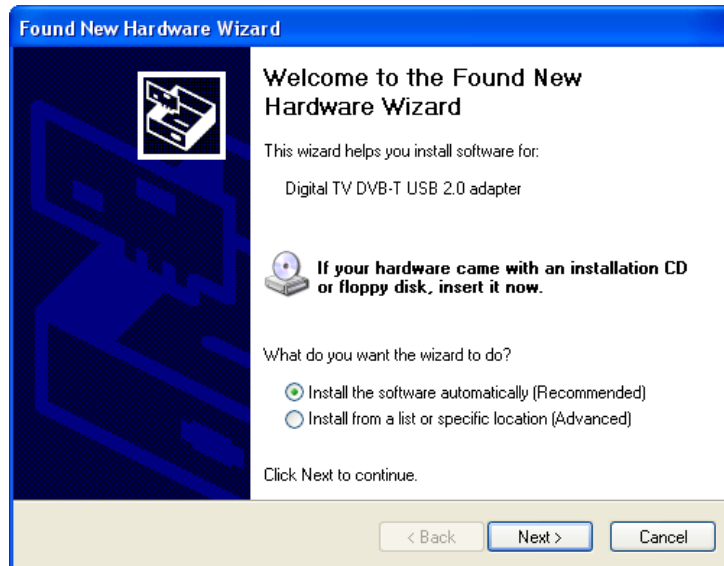 Found New Hardware Wizard
Welcome to the Found New
Hardware Wizard
This wizard helps you install software for:
Digital TV DVB-T USB 2.0 adapter
If your hardware came with an installation CD
or floppy disk, insert it now.
What do you want the wizard to do?
Install the software automatically (Recommended)
Install from a list or specific location (Advanced)
Click Next to continue.
< Back Next > Cancel